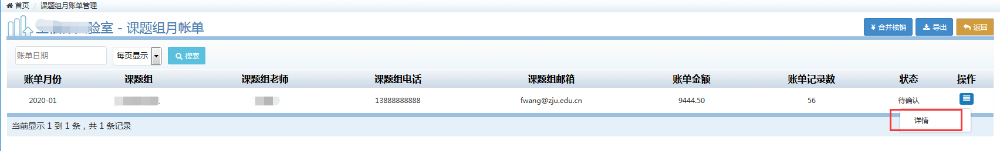 首页 / 课题组月账单管理
验室 - 课题组月帐单
¥ 合并核销 导出 返回
账单日期 每页显示 搜索
账单月份 课题组 课题组老师 课题组电话 课题组邮箱 账单金额 账单记录数 状态 操作
2020-01 13888888888 fwang@zju.edu.cn 9444.50 56 待确认
当前显示 1 到 1 条，共 1 条记录
详情